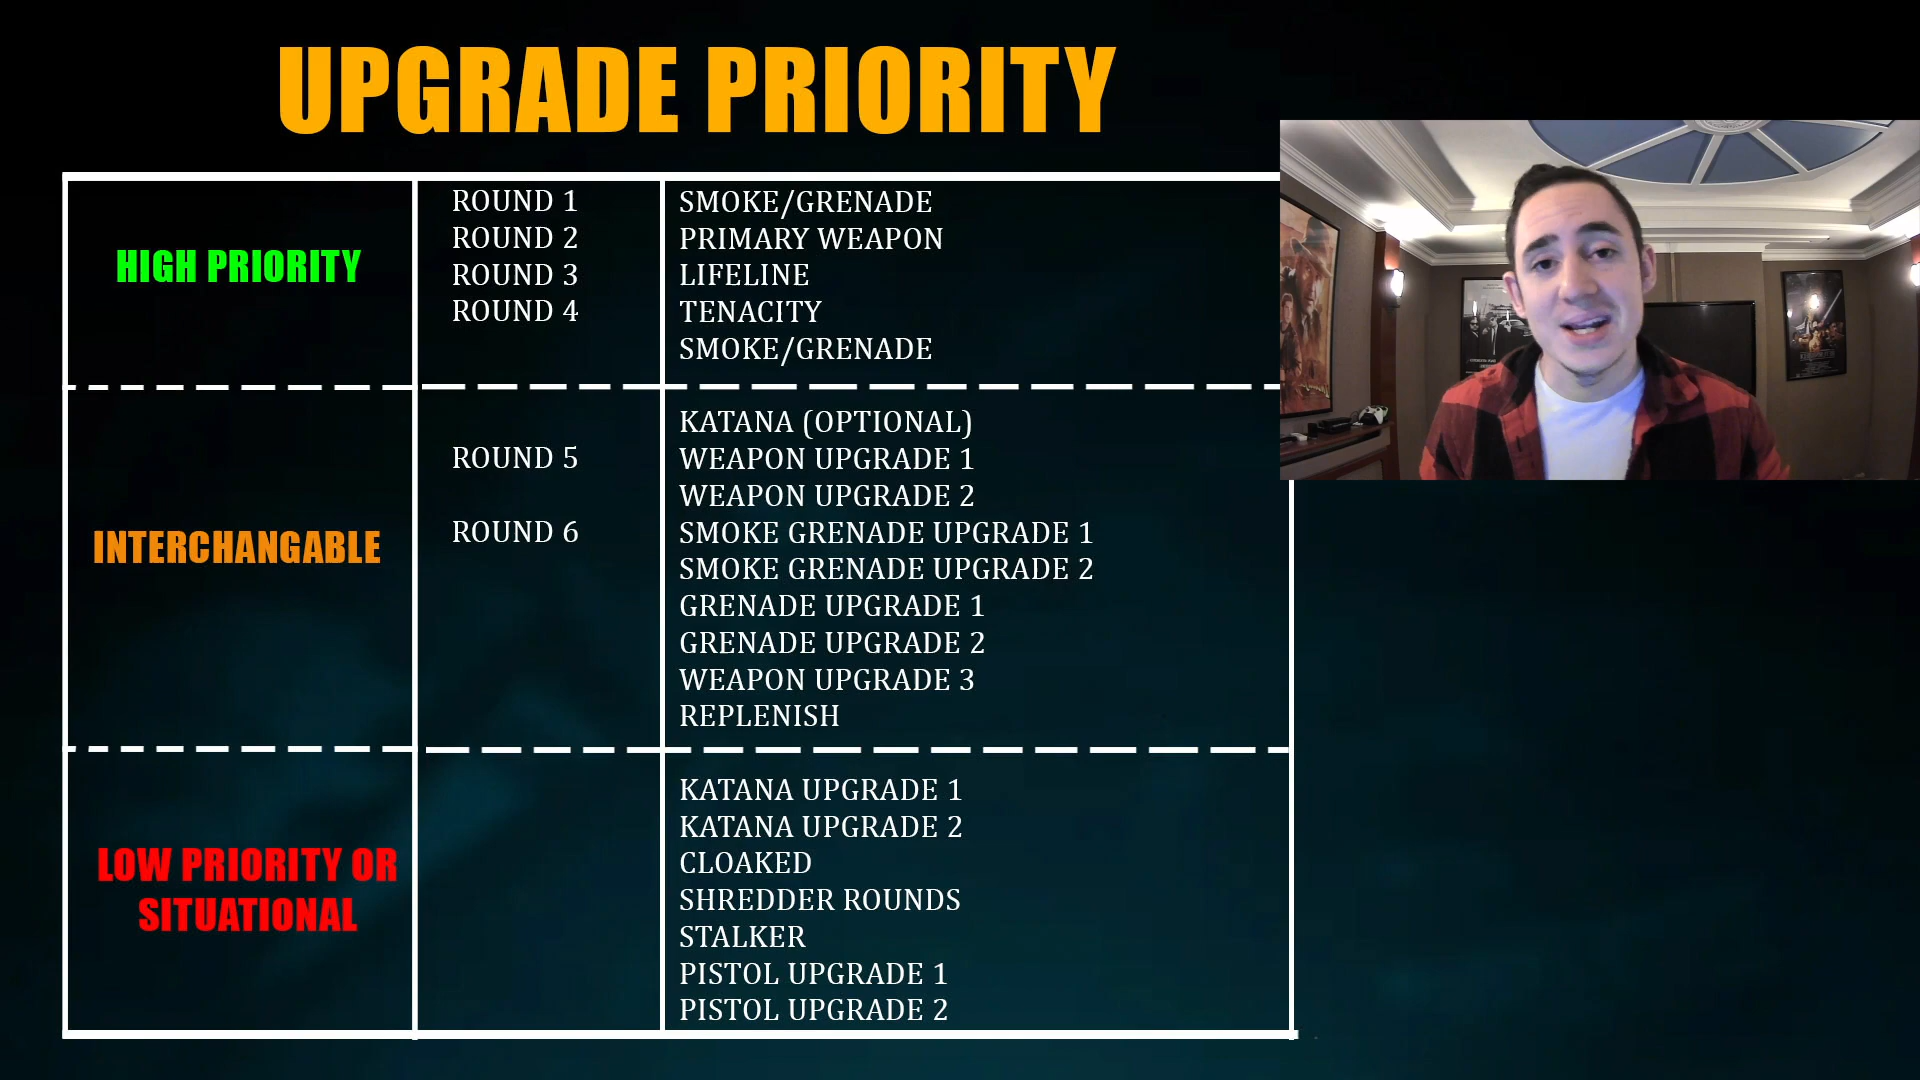 UPGRADE PRIORITY
HIGH PRIORITY
ROUND 1 SMOKE/GRENADE
ROUND 2 PRIMARY WEAPON
ROUND 3 LIFELINE
ROUND 4 TENACITY
SMOKE/GRENADE
INTERCHANGABLE
KATANA (OPTIONAL)
ROUND 5 WEAPON UPGRADE 1
WEAPON UPGRADE 2
ROUND 6 SMOKE GRENADE UPGRADE 1
SMOKE GRENADE UPGRADE 2
GRENADE UPGRADE 1
GRENADE UPGRADE 2
WEAPON UPGRADE 3
REPLENISH
LOW PRIORITY OR
SITUATIONAL
KATANA UPGRADE 1
KATANA UPGRADE 2
CLOAKED
SHREDDER ROUNDS
STALKER
PISTOL UPGRADE 1
PISTOL UPGRADE 2